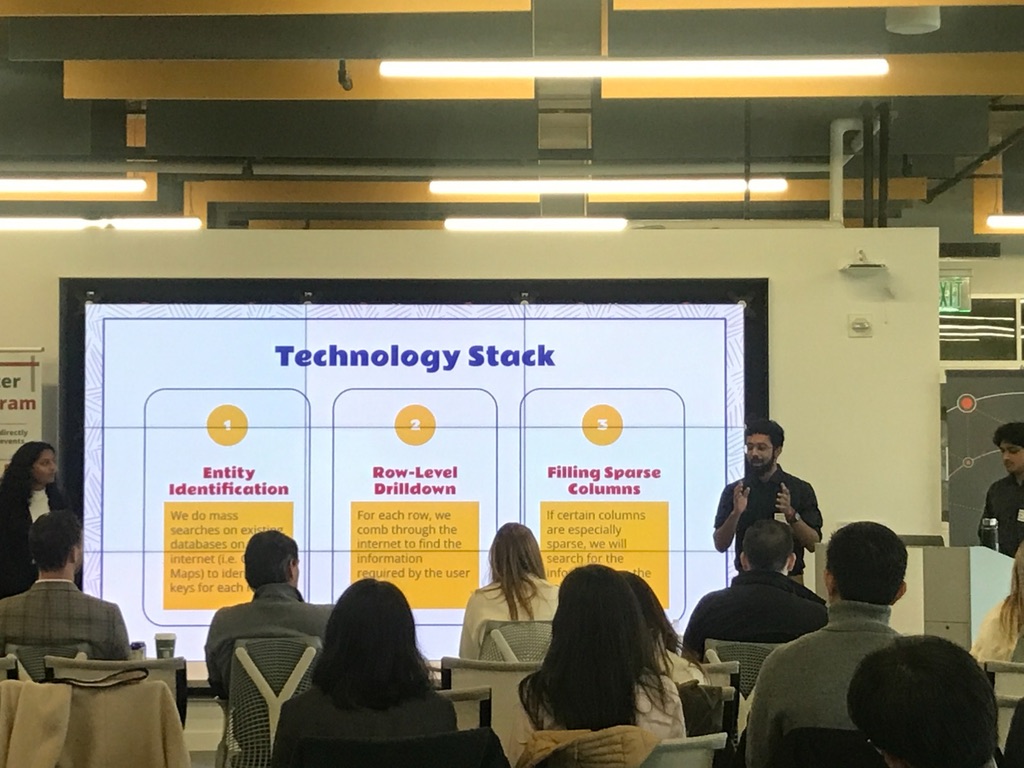 Technology Stack
1
2
3
Entity
Identification
Row-Level
Drilldown
Filling Sparse
Columns
We do mass
searches on existing
databases on
internet (i.e.
Maps) to
keys for each
For each row, we
comb through the
internet to find the
information
required by the user
If certain columns
are especially
sparse, we will
search for the
the
ram
directly
events
EXIT